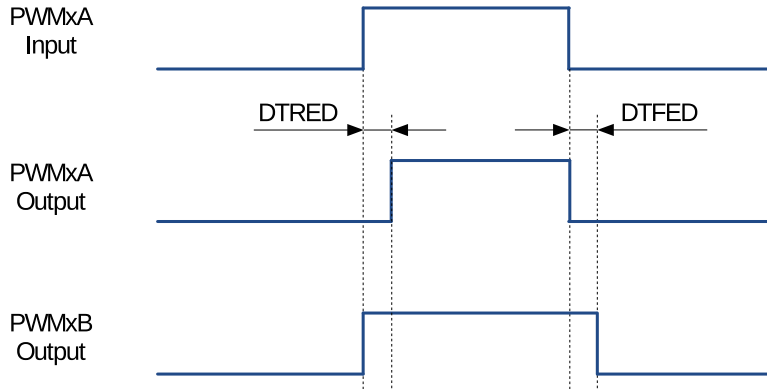 PWMxA
Input
DTRED
DTFED
PWMxA
Output
PWMxB
Output